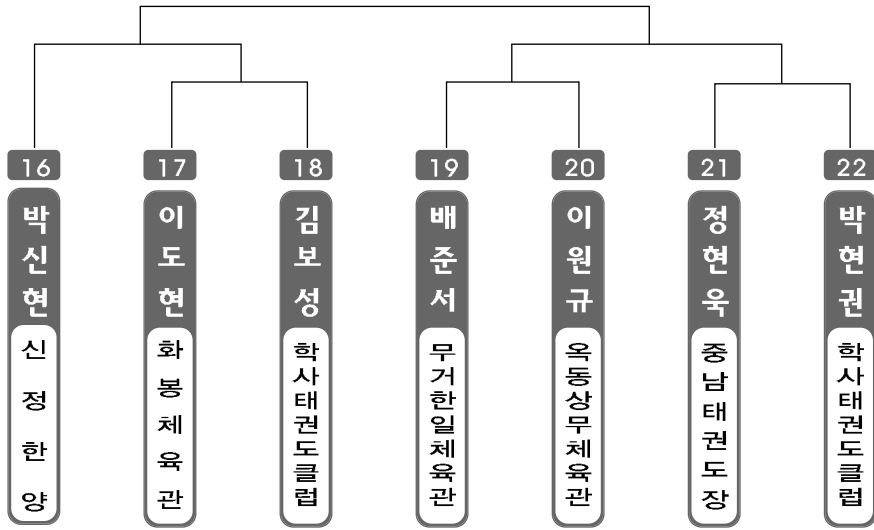 16
박신현
신정한양
17
이도현
화봉체육관
18
김보성
학사태권도클럽
19
배준서
무거한일체육관
20
이원규
옥동상무체육관
21
정현욱
중남태권도장
22
박현권
학사태권도클럽